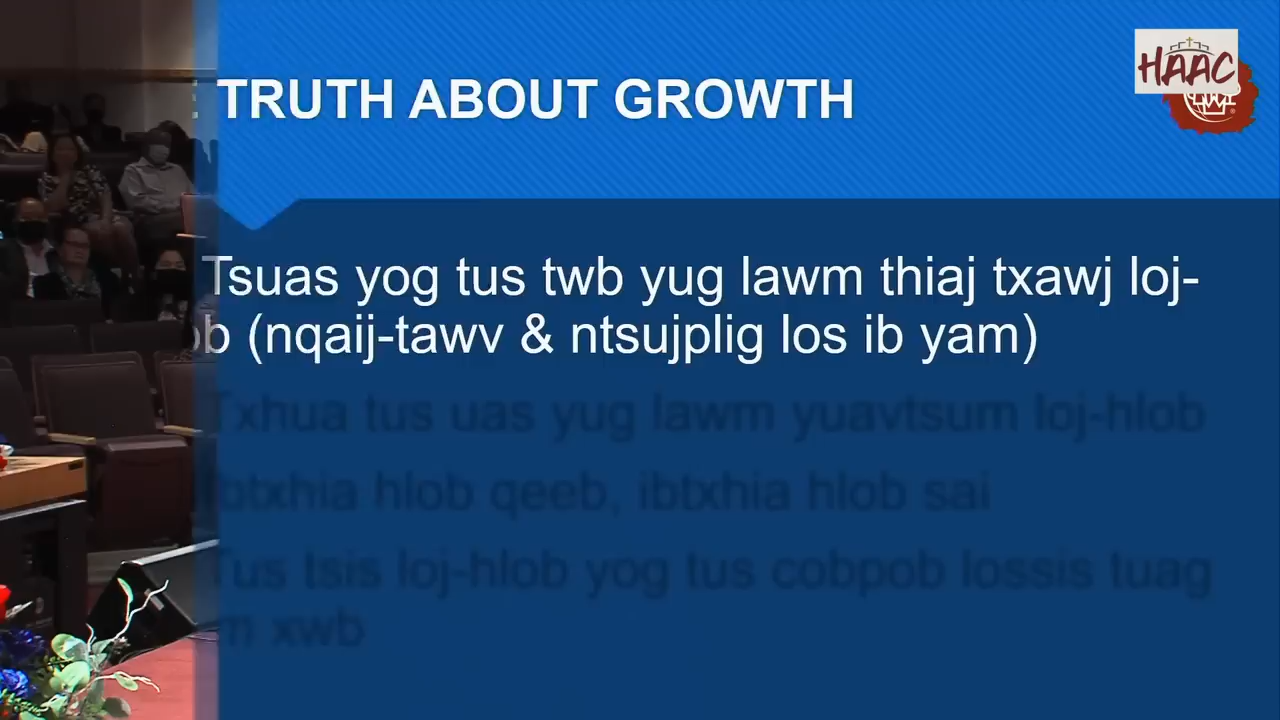 HAAC
TRUTH ABOUT GROWTH
Tsuas yog tus twb yug lawm thiaj txawj loj-
(nqaij-tawv & ntsujplig los ib yam)
Txhua tus uas yug lawm yuavtsum loj-hlob
Ibtxhia hlob qeeb, ibtxhia hlob sai
Tus tsis loj-hlob yog tus cobpob lossis tuag
xwb